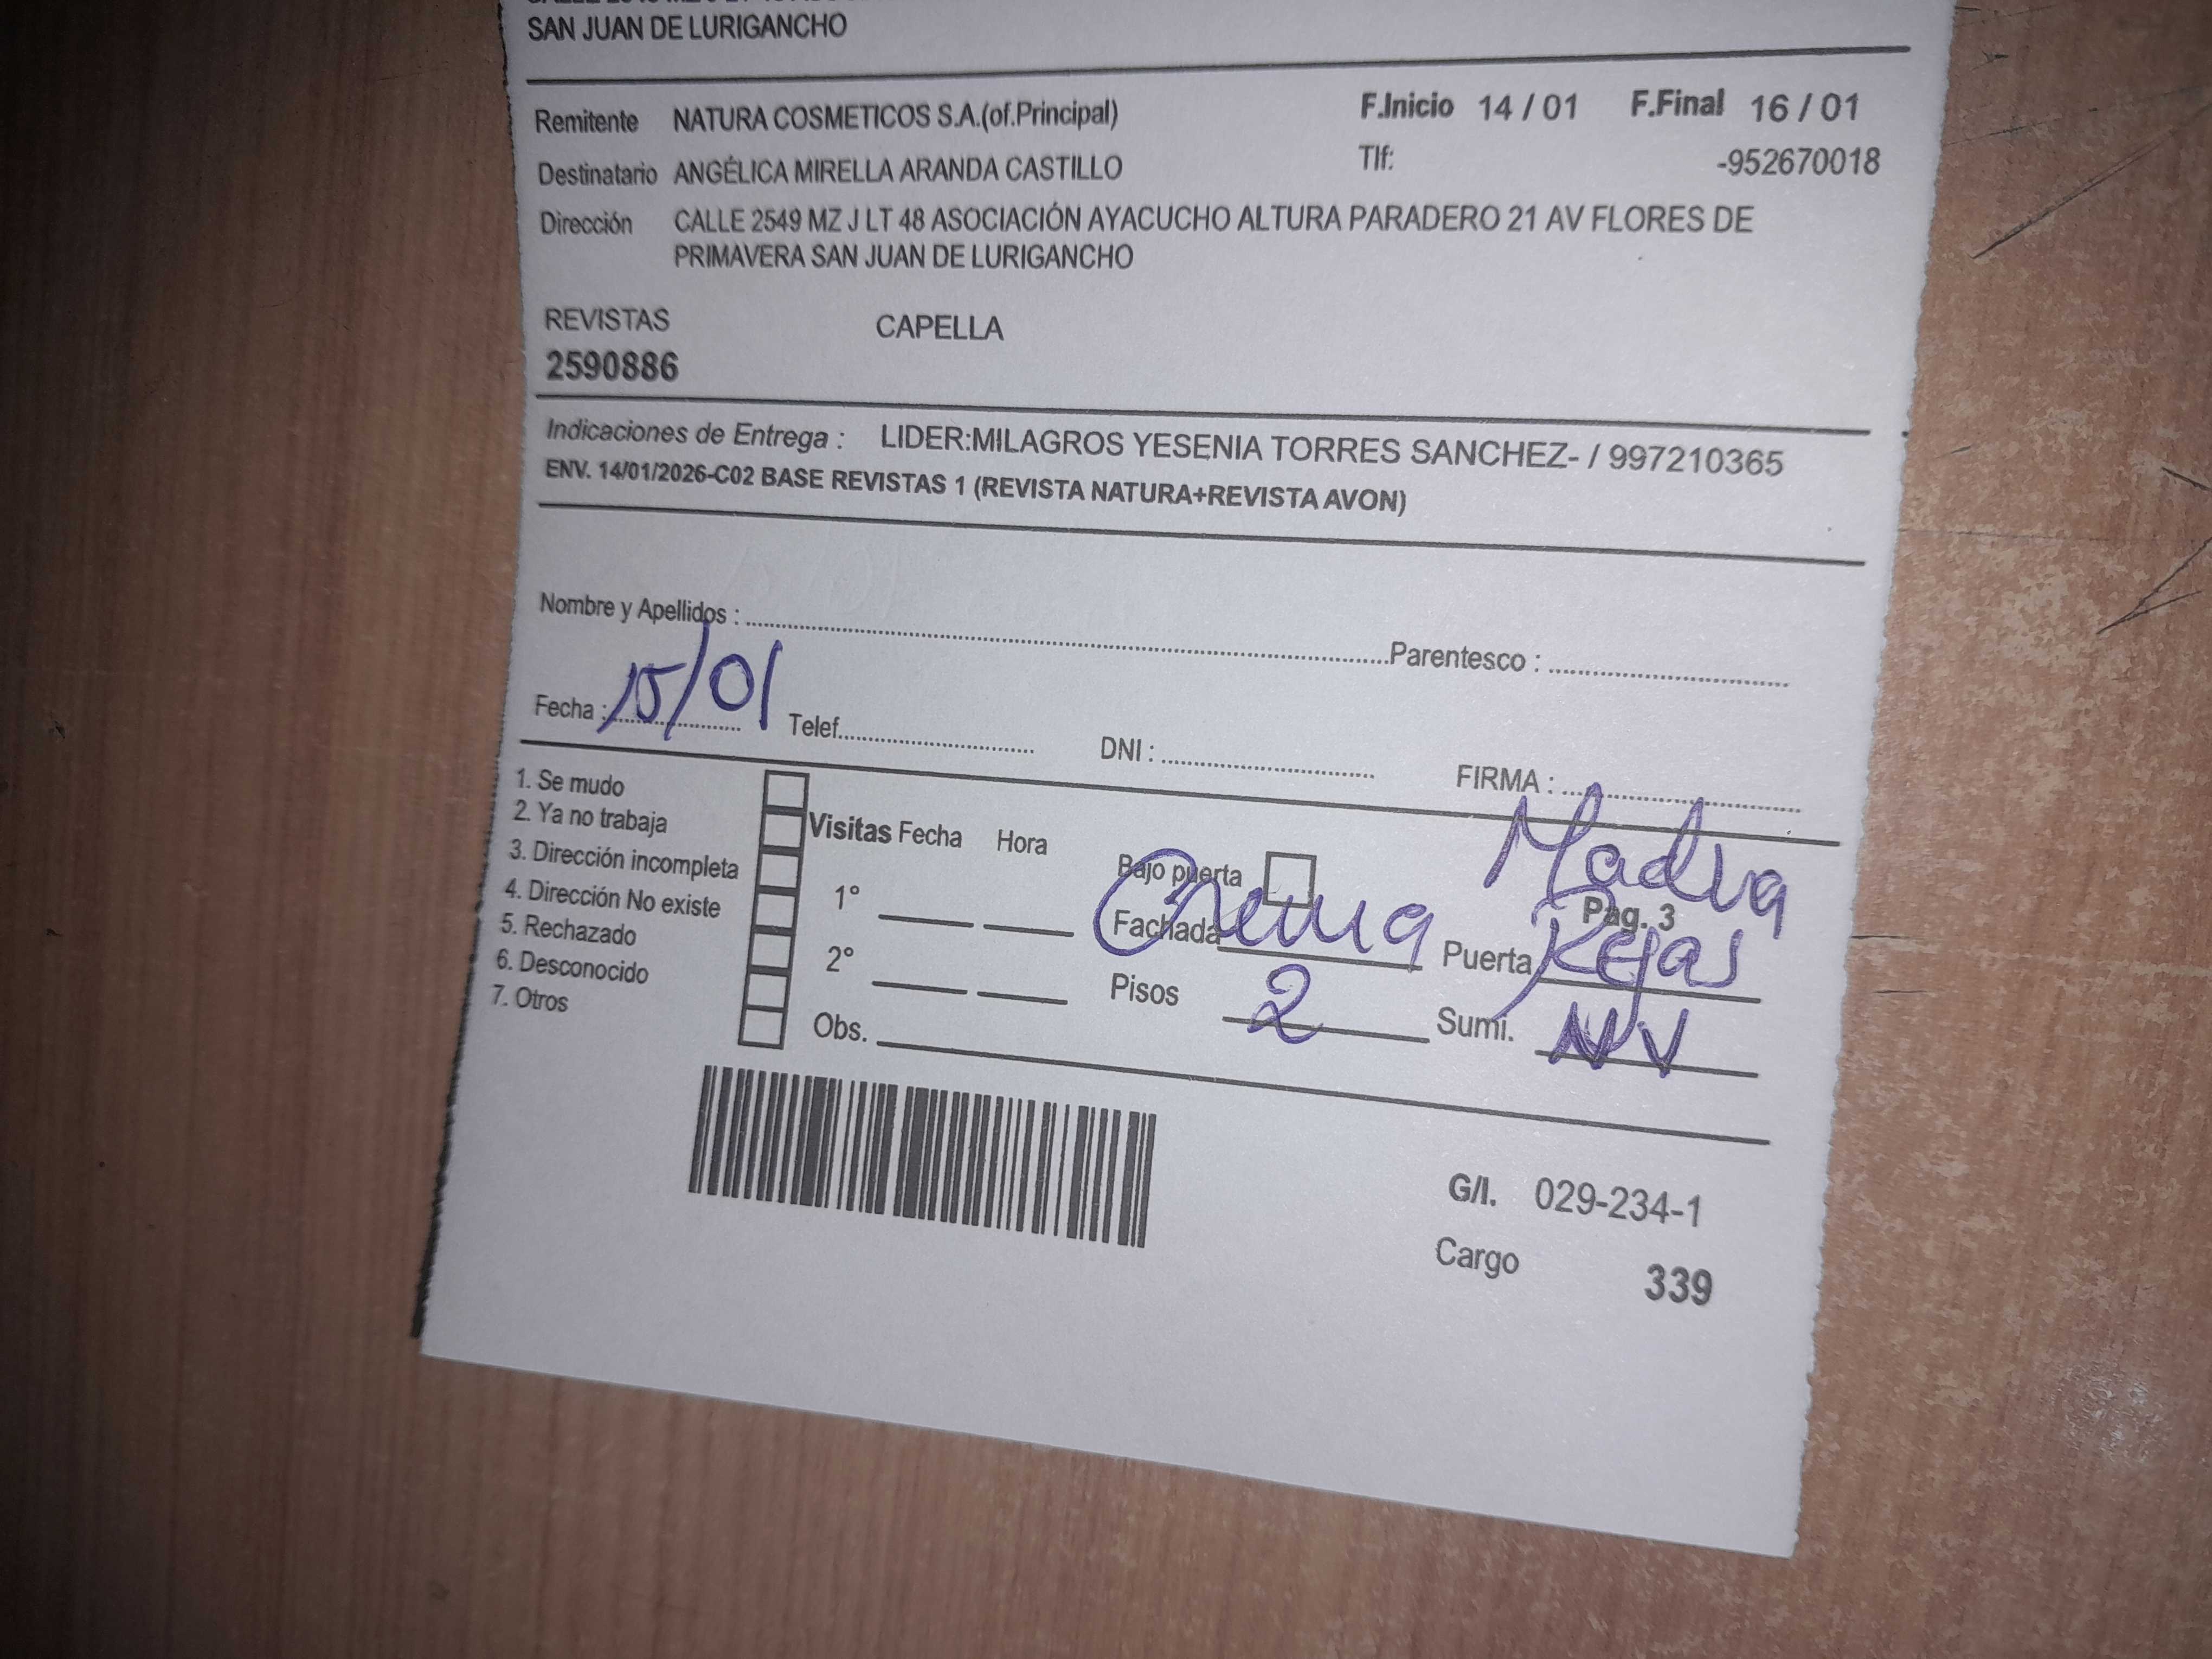 SAN JUAN DE LURIGANCHO
Remitente NATURA COSMETICOS S.A.(of.Principal) F.Inicio 14 / 01 F.Final 16 / 01
Destinatario ANGÉLICA MIRELLA ARANDA CASTILLO Tlf: -952670018
Dirección CALLE 2549 MZ J LT 48 ASOCIACIÓN AYACUCHO ALTURA PARADERO 21 AV FLORES DE
PRIMAVERA SAN JUAN DE LURIGANCHO
REVISTAS CAPELLA
2590886
Indicaciones de Entrega : LIDER:MILAGROS YESENIA TORRES SANCHEZ- / 997210365
ENV. 14/01/2026-C02 BASE REVISTAS 1 (REVISTA NATURA+REVISTA AVON)
Nombre y Apellidos : Parentesco :
Fecha : 15/01 Telef. DNI : FIRMA :
1. Se mudo
2. Ya no trabaja
3. Dirección incompleta
4. Dirección No existe
5. Rechazado
6. Desconocido
7. Otros
Visitas Fecha Hora
1°
2°
Obs.
Bajo puerta
Pag. 3
Fachada Crema Puerta Rejas
Pisos 2 Sumi. NV
G/I. 029-234-1
Cargo 339